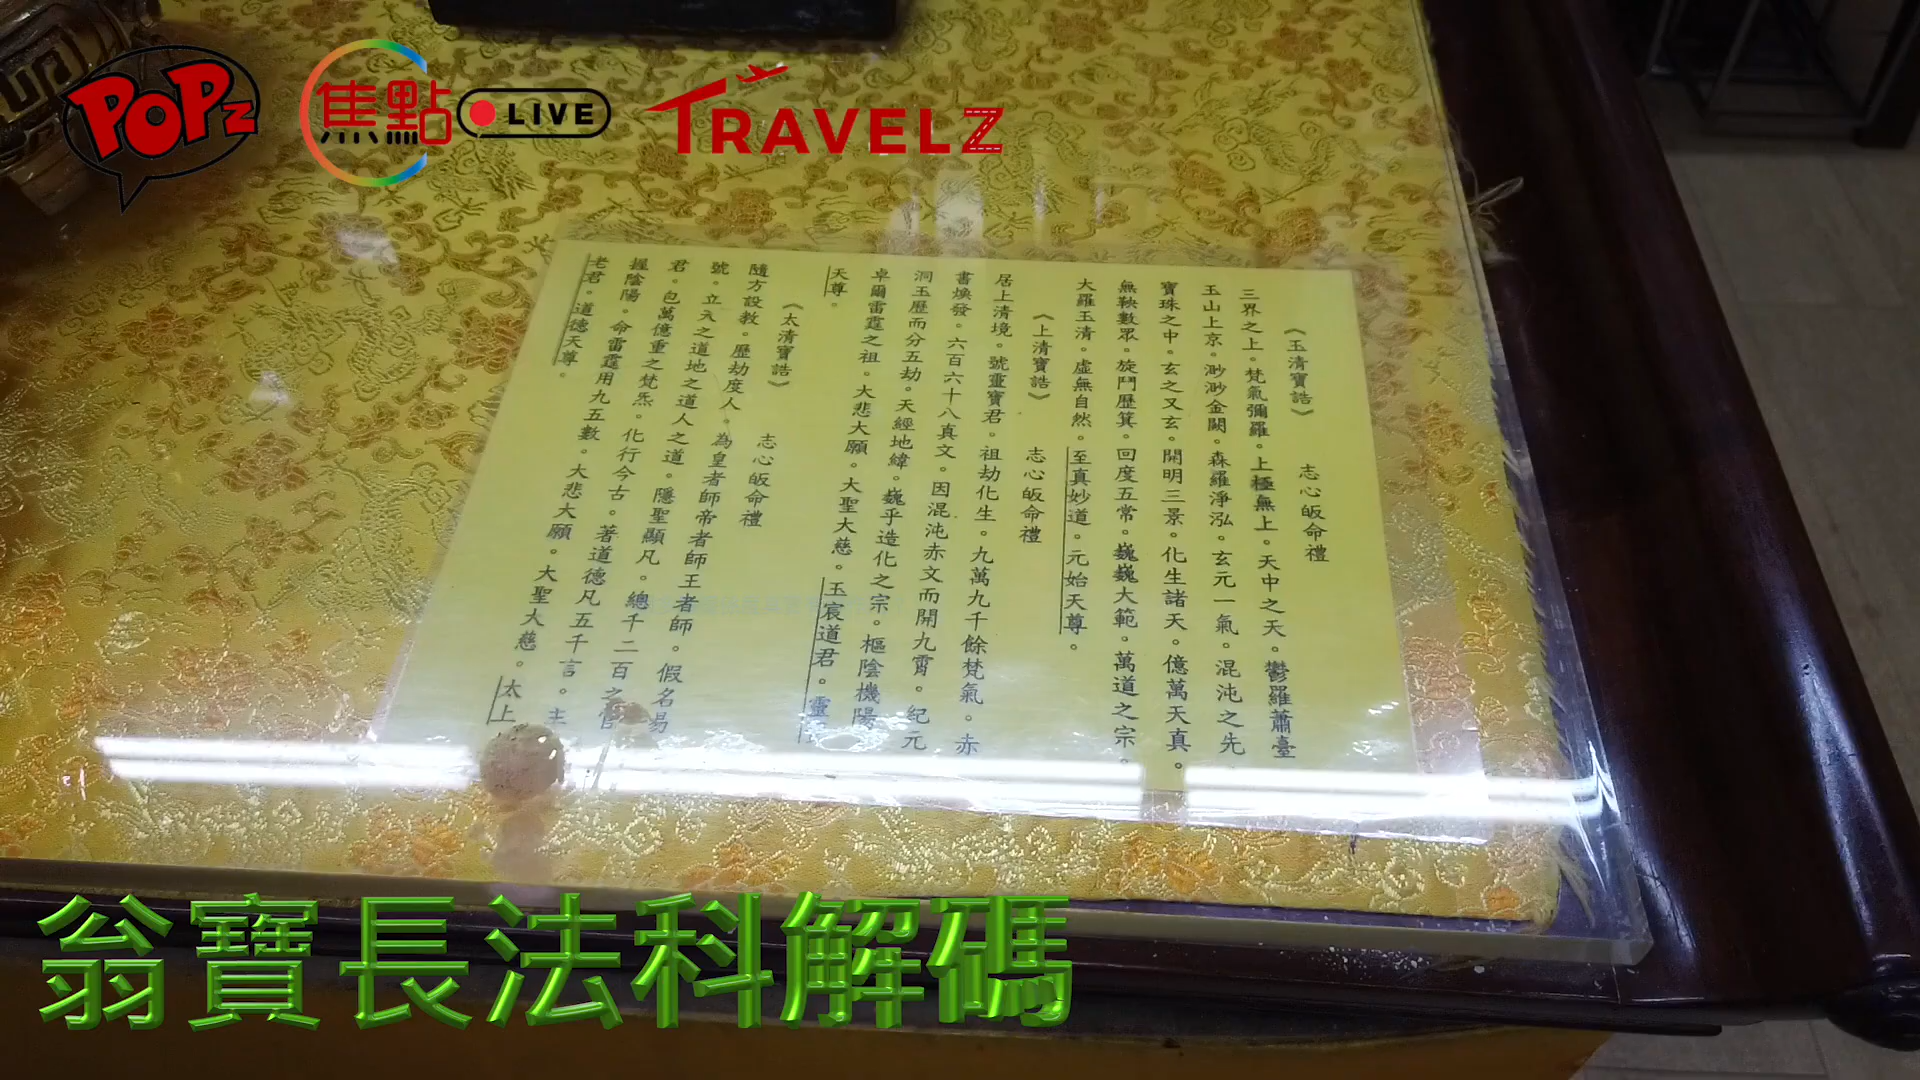 POPZ
焦點 LIVE
TRAVELZ
《玉清寶誥》 志心皈命禮
三界之上。梵氣彌羅。上極無上。天中之天。鬱羅蕭臺
玉山上京。渺渺金闕。森羅淨泓。玄元一氣。混沌之先
寶珠之中。玄之又玄。開明三景。化生諸天。億萬天真。
無鞅數眾。旋鬥歷箕。回度五常。巍巍大範。萬道之宗。
大羅玉清。虛無自然。至真妙道。元始天尊。
《上清寶誥》 志心皈命禮
居上清境。號靈寶君。祖劫化生。九萬九千餘梵氣。赤
書煥發。六百六十八真文。因混沌赤文而開九霄。紀元
洞玉歷而分五劫。天經地緯。巍乎造化之宗。樞陰機陽
卓爾雷霆之祖。大悲大願。大聖大慈。玉宸道君。靈
天尊。
《太清寶誥》 志心皈命禮
隨方設教。歷劫度人。為皇者師帝者師王者師。假名易
號。立天之道地之道人之道。隱聖顯凡。總千二百之官
君。包萬億重之梵炁。化行今古。著道德凡五千言。主
握陰陽。命雷霆用九五數。大悲大願。大聖大慈。太上
老君。道德天尊。
翁寶長法科解碼